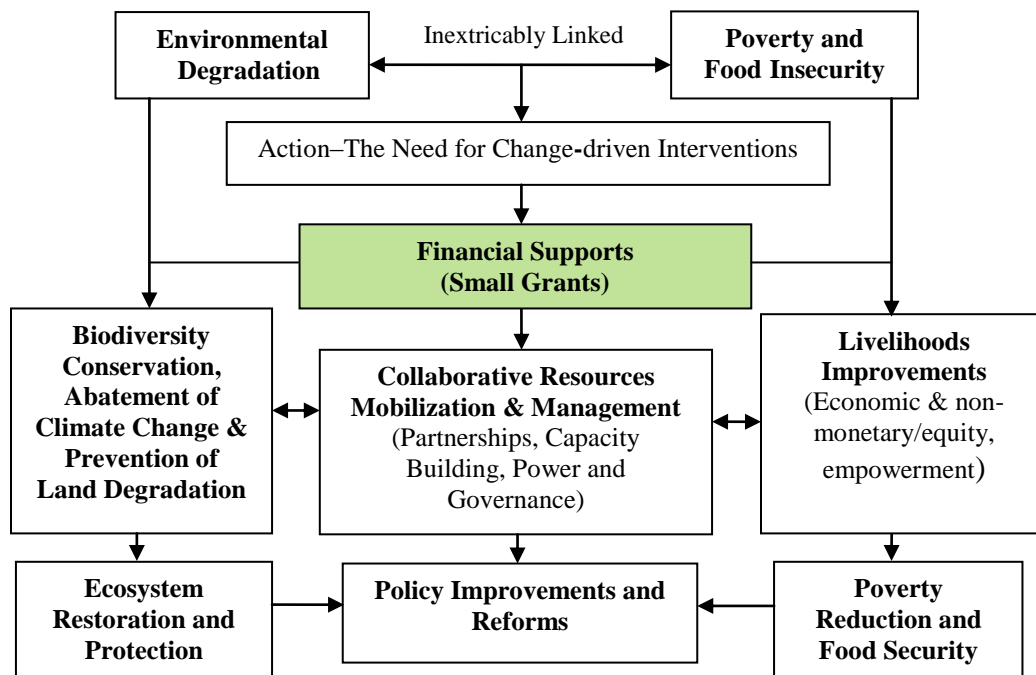 Environmental
Degradation
Inextricably Linked
Poverty and
Food Insecurity
Action–The Need for Change-driven Interventions
Financial Supports
(Small Grants)
Biodiversity
Conservation,
Abatement of
Climate Change &
Prevention of
Land Degradation
Collaborative Resources
Mobilization & Management
(Partnerships, Capacity
Building, Power and
Governance)
Livelihoods
Improvements
(Economic & non-
monetary/equity,
empowerment)
Ecosystem
Restoration and
Protection
Policy Improvements and
Reforms
Poverty
Reduction and
Food Security